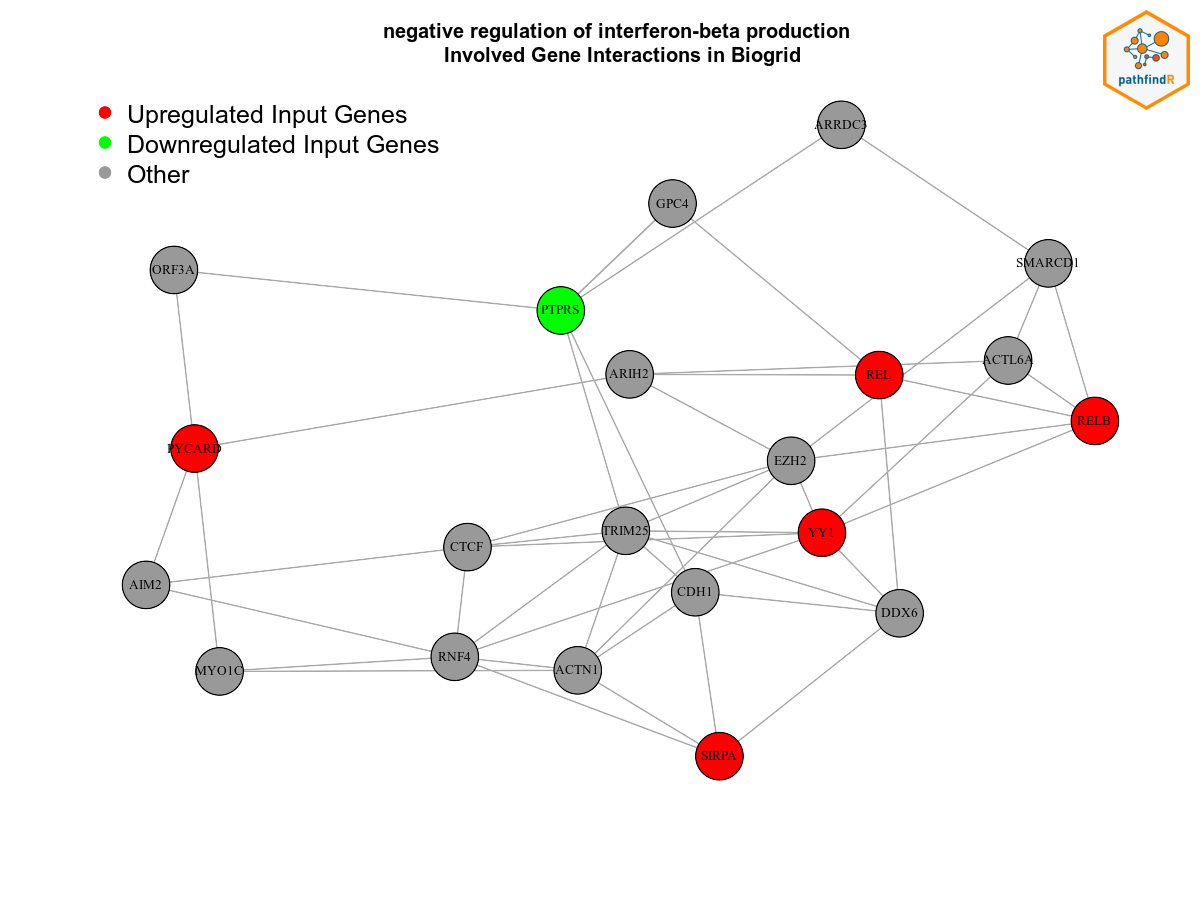 negative regulation of interferon-beta production
Involved Gene Interactions in Biogrid
pathfindR
Upregulated Input Genes
Downregulated Input Genes
Other
ARRDC3
GPC4
SMARCD1
ORF3A
PTPRS
ACTL6A
ARIH2
REL
RELB
PYCARD
EZH2
TRIM25
YY1
CTCF
AIM2
CDH1
DDX6
RNF4
MYO1C
ACTN1
SIRPA